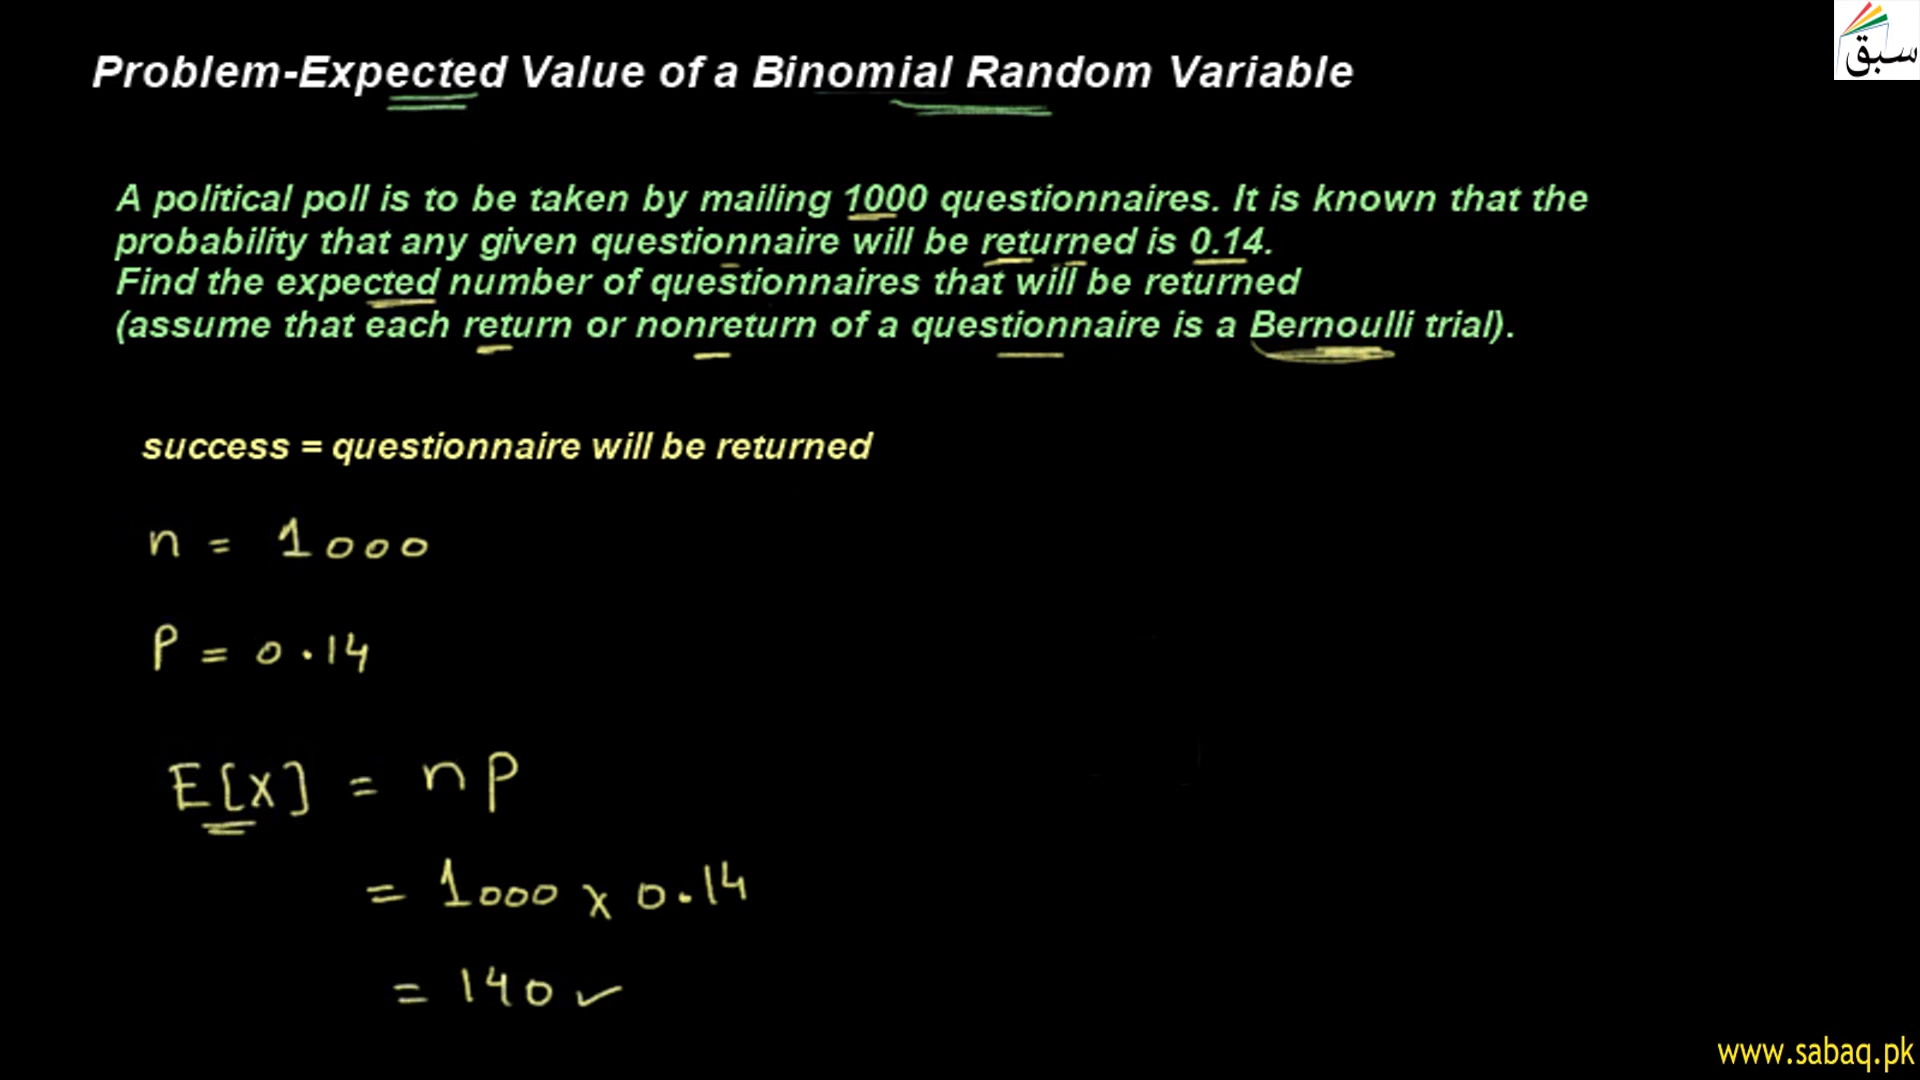 سبق
Problem-Expected Value of a Binomial Random Variable
A political poll is to be taken by mailing 1000 questionnaires. It is known that the
probability that any given questionnaire will be returned is 0.14.
Find the expected number of questionnaires that will be returned
(assume that each return or nonreturn of a questionnaire is a Bernoulli trial).
success = questionnaire will be returned
n = 1000
P = 0.14
E[X] = np
= 1000 x 0.14
= 140 ✓
www.sabaq.pk